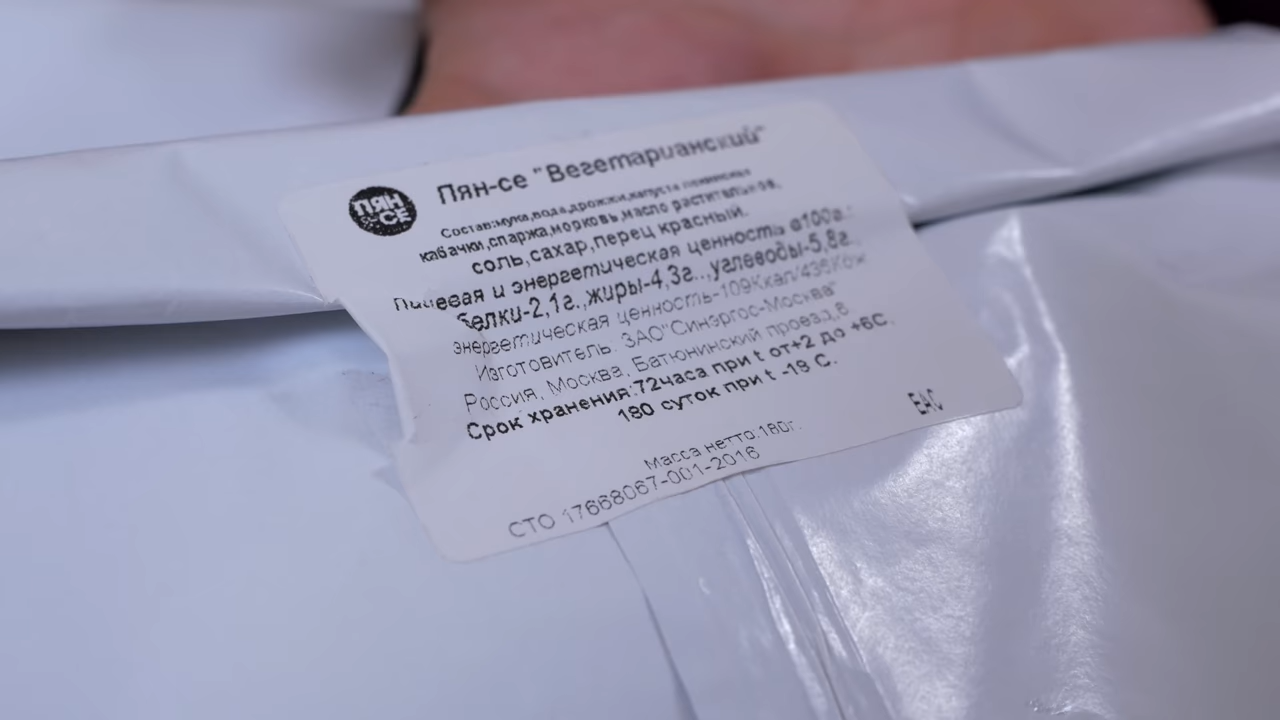 ПЯН-СЕ
Пян-се "Вегетарианский"
Состав:мука,вода,дрожжи,капуста пекинская
кабачки,спаржа,морковь,масло растительное,
соль,сахар,перец красный.
Пищевая и энергетическая ценность в100г.:
белки-2,1г.,жиры-4,3г..,углеводы-5,8г.,
энергетическая ценность-109Ккал/436Кдж
Изготовитель: ЗАО"Синэргос-Москва"
Россия, Москва, Батюнинский проезд,6.
Срок хранения:72часа при t от+2 до +6С.
180 суток при t -19 С.
ЕАС
Масса нетто:180г.
СТО 17668067-001-2016